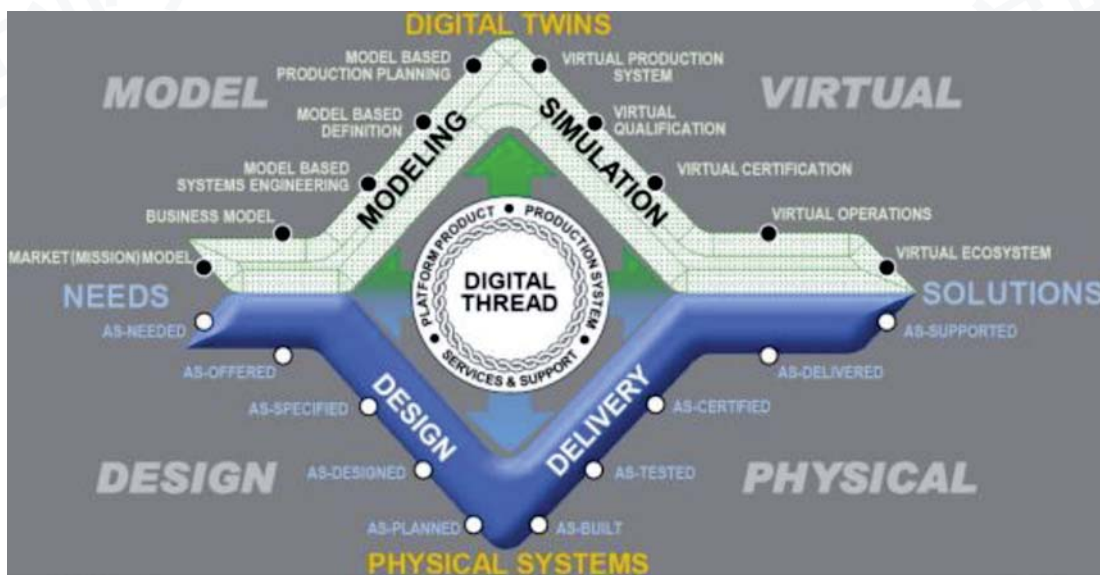 DIGITAL TWINS
MODEL BASED
PRODUCTION PLANNING
VIRTUAL PRODUCTION
SYSTEM
MODEL
VIRTUAL
MODEL BASED
DEFINITION
VIRTUAL
QUALIFICATION
MODELING
SIMULATION
MODEL BASED
SYSTEMS ENGINEERING
VIRTUAL CERTIFICATION
BUSINESS MODEL
VIRTUAL OPERATIONS
MARKET(MISSION)MODEL
VIRTUAL ECOSYSTEM
PLATFORM PRODUCT • PRODUCTION SYSTEM • SERVICES & SUPPORT •
DIGITAL
THREAD
NEEDS
SOLUTIONS
AS-NEEDED
AS-SUPPORTED
AS-OFFERED
AS-DELIVERED
AS-SPECIFIED
AS-CERTIFIED
DESIGN
DELIVERY
AS-DESIGNED
AS-TESTED
DESIGN
PHYSICAL
AS-PLANNED
AS-BUILT
PHYSICAL SYSTEMS